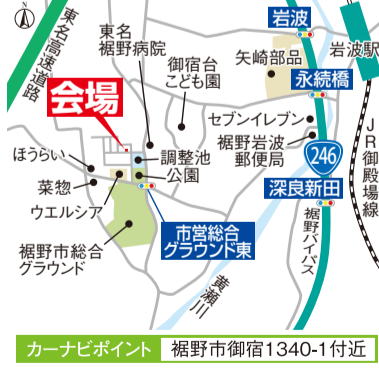 岩波
東名高速道路
東名
裾野病院
御宿台
こども園
矢崎部品
岩波駅
永続橋
会場
セブンイレブン
裾野岩波
郵便局
246
JR御殿場線
ほうらい
調整池
公園
菜惣
ウエルシア
深良新田
市営総合
グラウンド東
裾野バイパス
裾野市総合
グラウンド
黄瀬川
カーナビポイント 裾野市御宿1340-1付近